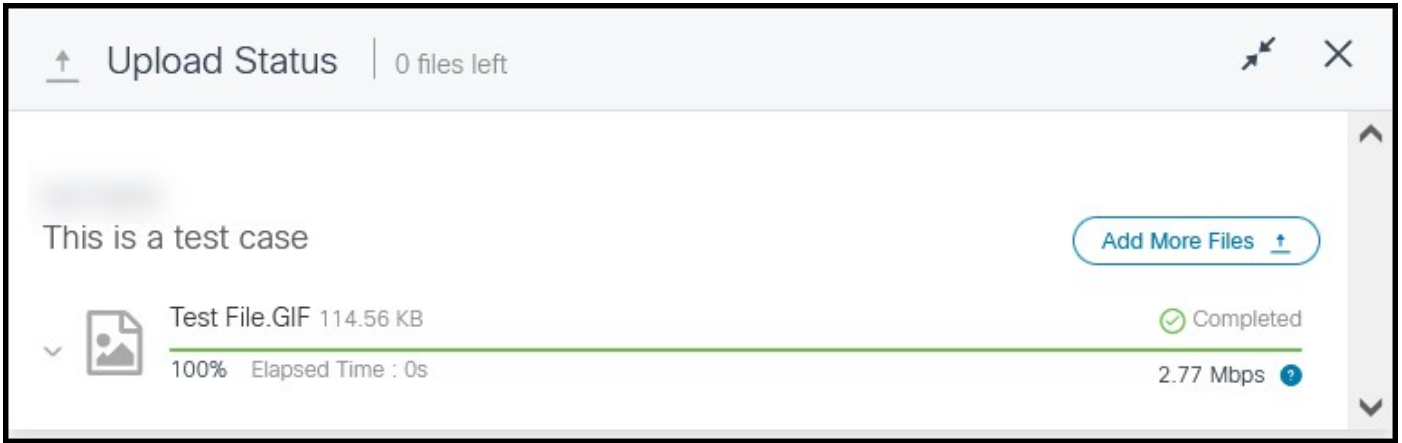 Upload Status 0 files left
This is a test case
Add More Files
Test File.GIF 114.56 KB
Completed
100% Elapsed Time : 0s
2.77 Mbps ?